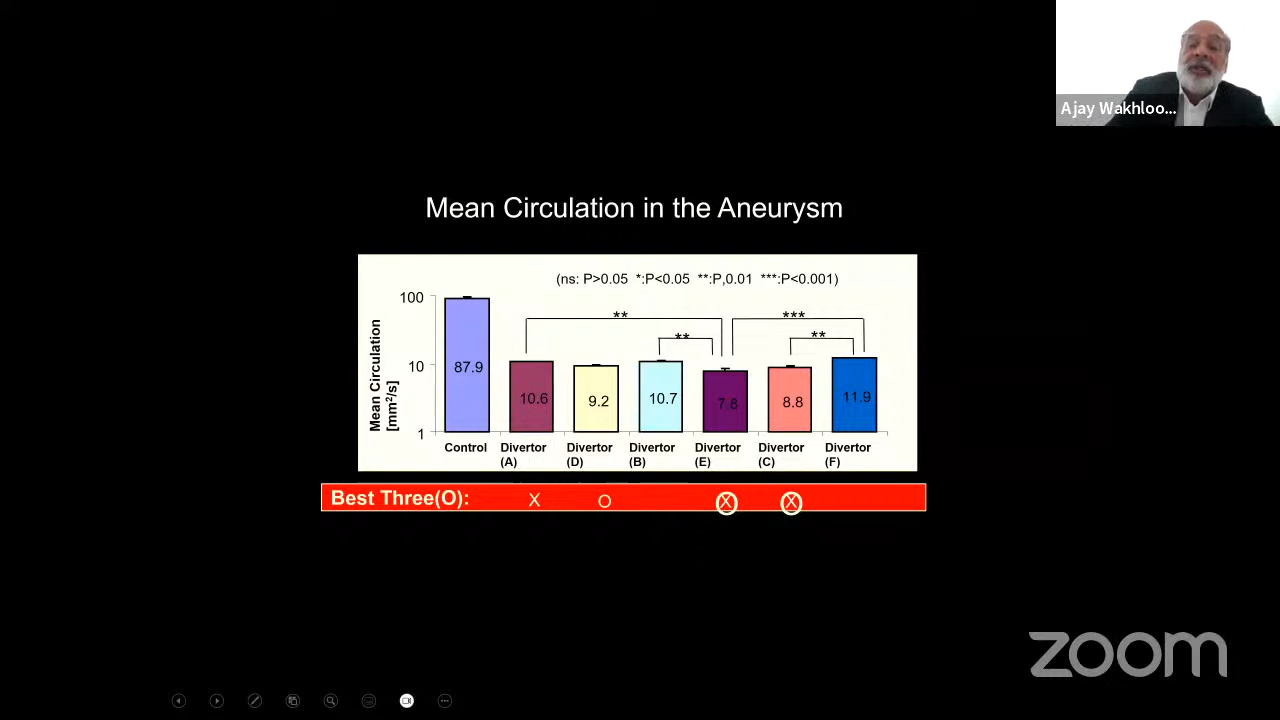 Ajay Wakhloo...
Mean Circulation in the Aneurysm
(ns: P>0.05 *:P<0.05 **:P,0.01 ***:P<0.001)
100
10
1
Mean Circulation
[mm²/s]
** *** ** **
87.9 10.6 9.2 10.7 7.8 8.8 11.9
Control Divertor Divertor Divertor Divertor Divertor Divertor
(A) (D) (B) (E) (C) (F)
Best Three(O): X O X X
zoom